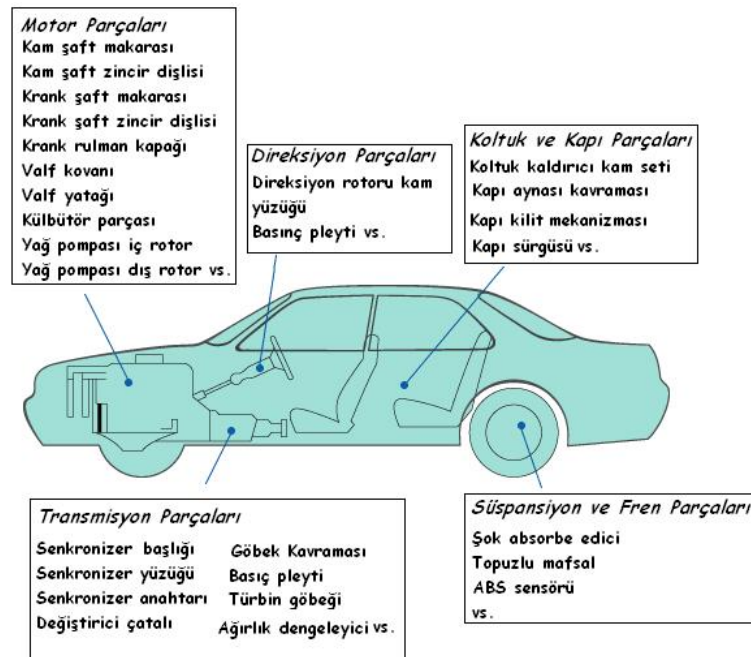 Motor Parçaları
Kam şaft makarası
Kam şaft zincir dişlisi
Krank şaft makarası
Krank şaft zincir dişlisi
Krank rulman kapağı
Valf kovanı
Valf yatağı
Külbütör parçası
Yağ pompası iç rotor
Yağ pompası dış rotor vs.
Direksiyon Parçaları
Direksiyon rotoru kam
yüzüğü
Basınç pleyti vs.
Koltuk ve Kapı Parçaları
Koltuk kaldırıcı kam seti
Kapı aynası kavraması
Kapı kilit mekanizması
Kapı sürgüsü vs.
Transmisyon Parçaları
Senkronizer başlığı
Senkronizer yüzüğü
Senkronizer anahtarı
Değiştirici çatalı
Göbek Kavraması
Basıç pleyti
Türbin göbeği
Ağırlık dengeleyici vs.
Süspansiyon ve Fren Parçaları
Şok absorbe edici
Topuzlu mafsal
ABS sensörü
vs.